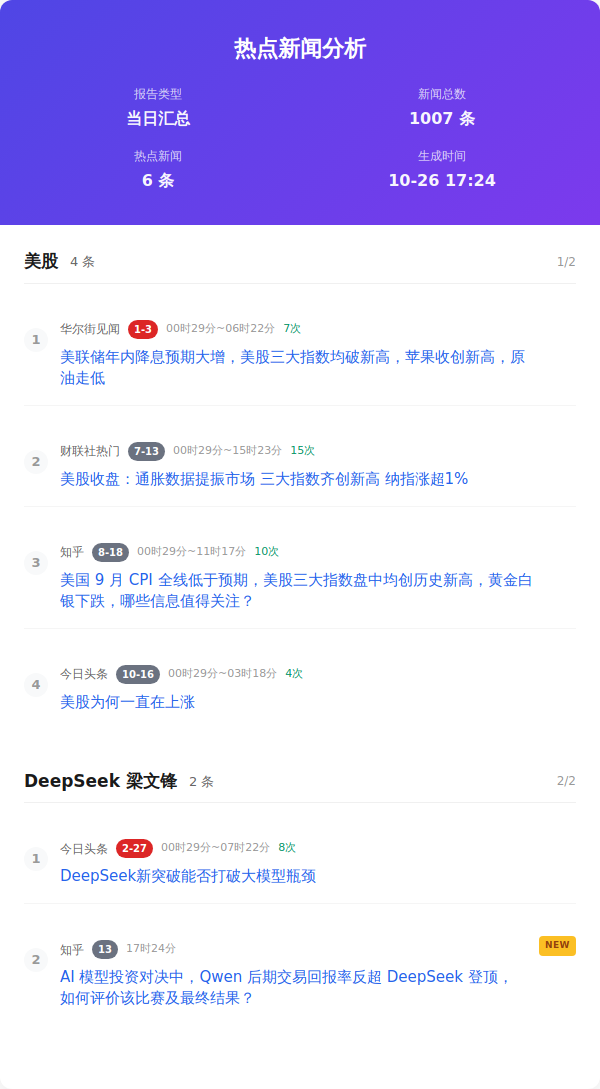 热点新闻分析
报告类型
新闻总数
当日汇总
1007 条
热点新闻
生成时间
6 条
10-26 17:24
美股 4 条 1/2
1
华尔街见闻 1-3 00时29分~06时22分 7次
美联储年内降息预期大增，美股三大指数均破新高，苹果收创新高，原
油走低
2
财联社热门 7-13 00时29分~15时23分 15次
美股收盘：通胀数据提振市场 三大指数齐创新高 纳指涨超1%
3
知乎 8-18 00时29分~11时17分 10次
美国 9 月 CPI 全线低于预期，美股三大指数盘中均创历史新高，黄金白
银下跌，哪些信息值得关注？
4
今日头条 10-16 00时29分~03时18分 4次
美股为何一直在上涨
DeepSeek 梁文锋 2 条 2/2
1
今日头条 2-27 00时29分~07时22分 8次
DeepSeek新突破能否打破大模型瓶颈
2
知乎 13 17时24分 NEW
AI 模型投资对决中，Qwen 后期交易回报率反超 DeepSeek 登顶，
如何评价该比赛及最终结果？